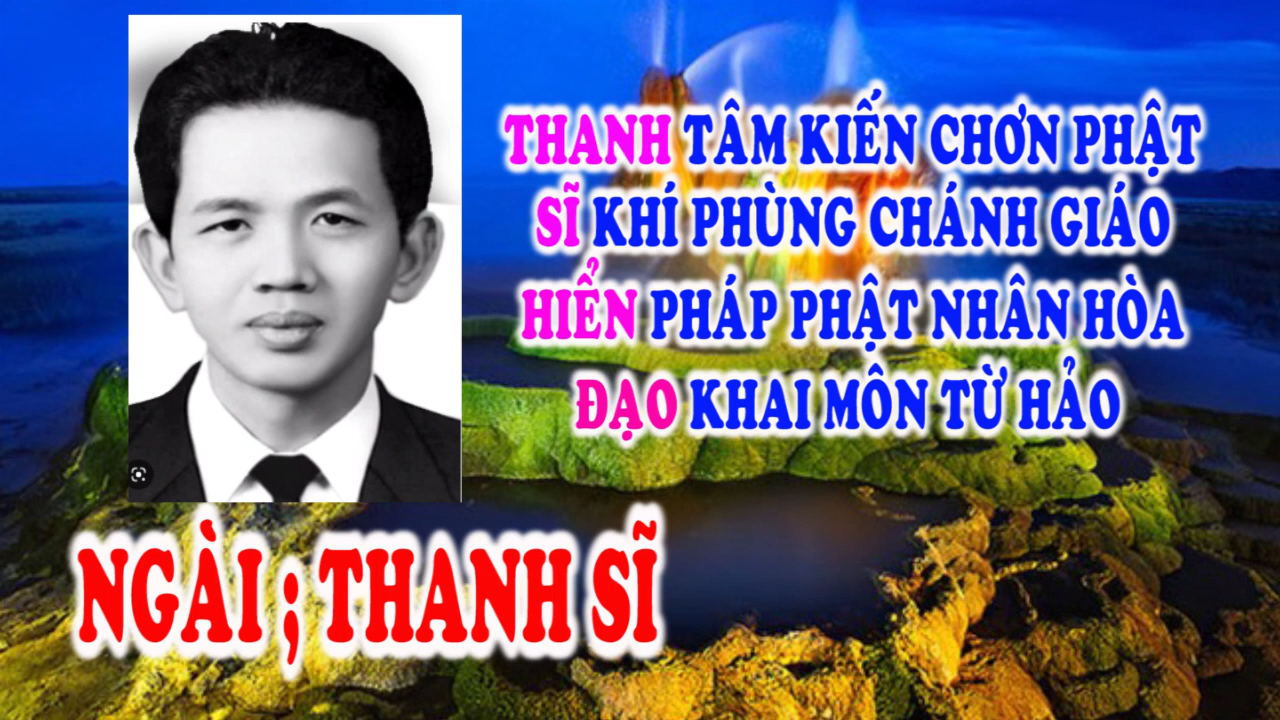 THANH TÂM KIẾN CHƠN PHẬT
SĨ KHÍ PHÙNG CHÁNH GIÁO
HIỂN PHÁP PHẬT NHÂN HÒA
ĐẠO KHAI MÔN TỪ HẢO
NGÀI ; THANH SĨ